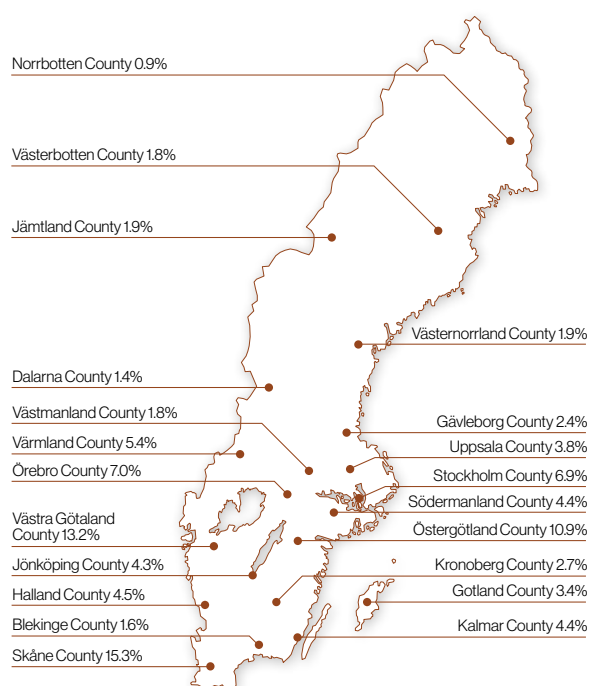 Norrbotten County 0.9%
Västerbotten County 1.8%
Jämtland County 1.9%
Västernorrland County 1.9%
Dalarna County 1.4%
Västmanland County 1.8%
Gävleborg County 2.4%
Värmland County 5.4%
Uppsala County 3.8%
Örebro County 7.0%
Stockholm County 6.9%
Södermanland County 4.4%
Västra Götaland
County 13.2%
Östergötland County 10.9%
Jönköping County 4.3%
Kronoberg County 2.7%
Halland County 4.5%
Gotland County 3.4%
Blekinge County 1.6%
Kalmar County 4.4%
Skåne County 15.3%